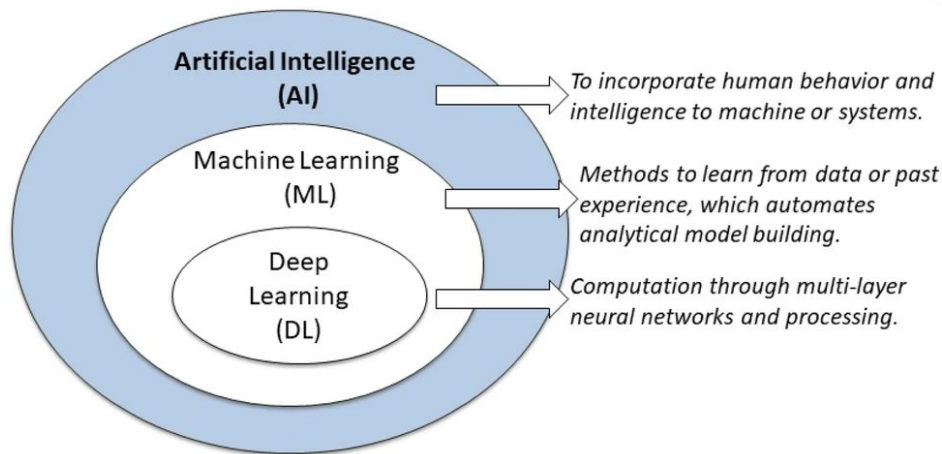 Artificial Intelligence
(AI)
To incorporate human behavior and
intelligence to machine or systems.
Machine Learning
(ML)
Methods to learn from data or past
experience, which automates
analytical model building.
Deep
Learning
(DL)
Computation through multi-layer
neural networks and processing.